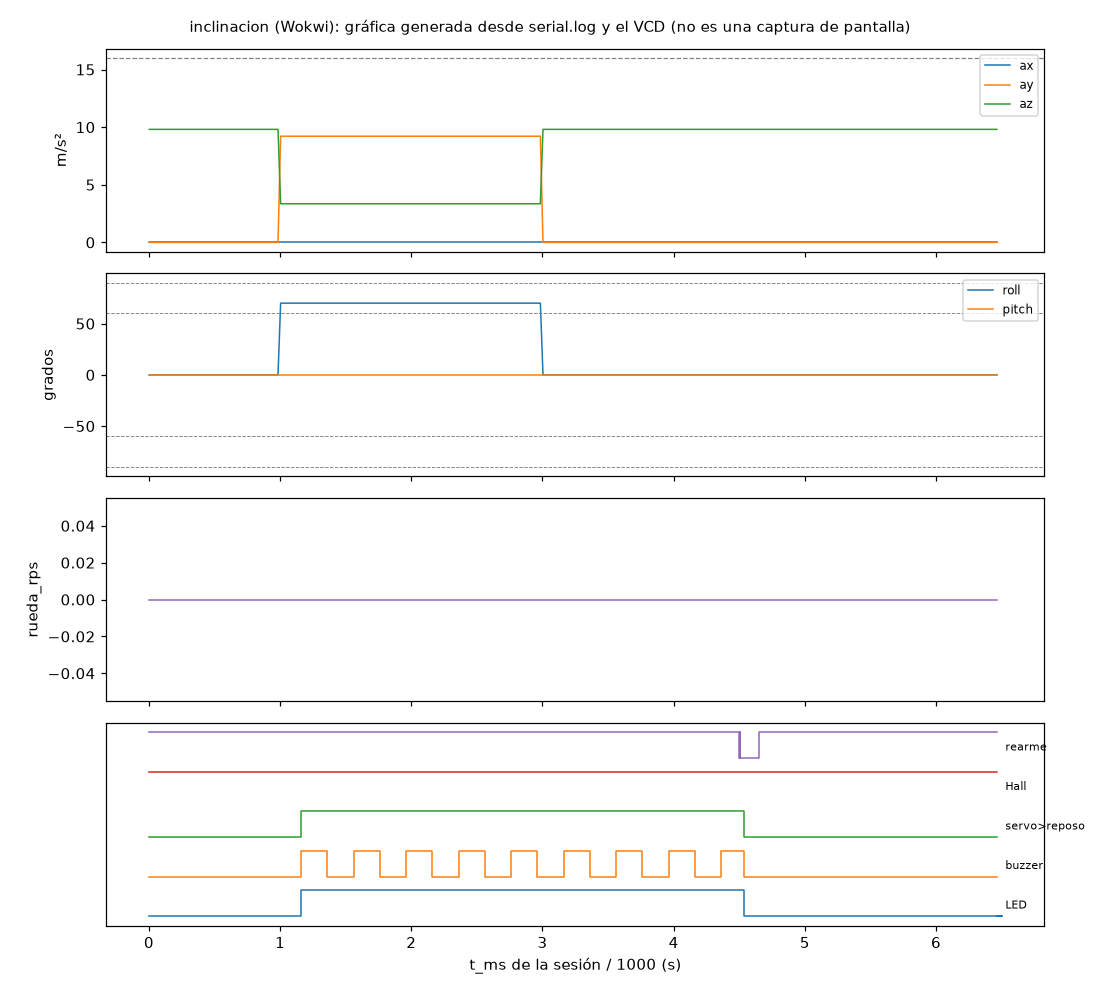 inclinacion (Wokwi): gráfica generada desde serial.log y el VCD (no es una captura de pantalla)
15
10
5
0
m/s²
ax
ay
az
50
0
−50
grados
roll
pitch
0.04
0.02
0.00
−0.02
−0.04
rueda_rps
rearme
Hall
servo>reposo
buzzer
LED
0 1 2 3 4 5 6
t_ms de la sesión / 1000 (s)